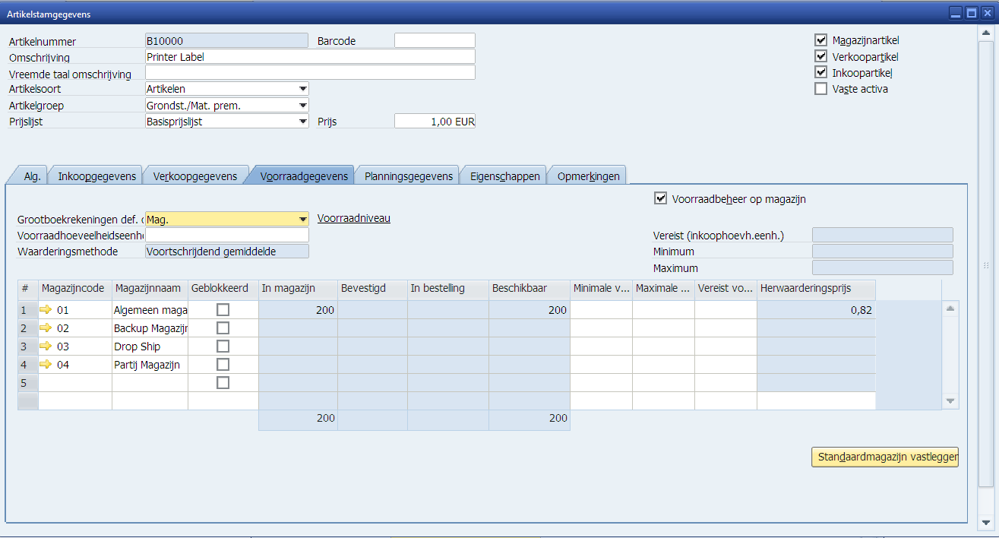 Artikelstamgegevens
Artikelnummer B10000 Barcode
Omschrijving Printer Label
Vreemde taal omschrijving
Artikelsoort Artikelen
Artikelgroep Grondst./Mat. prem.
Prijslijst Basisprijslijst Prijs 1,00 EUR
Magazijnartikel
Verkoopartikel
Inkoopartikel
Vaste activa
Alg. Inkoopgegevens Verkoopgegevens Voorraadgegevens Planningsgegevens Eigenschappen Opmerkingen
Voorraadbeheer op magazijn
Grootboekrekeningen def. Mag. Voorraadniveau
Voorraadhoeveelheidseenh
Waarderingsmethode Voortschrijdend gemiddelde
Vereist (inkoophoevh.eenh.)
Minimum
Maximum
# Magazijncode Magazijnnaam Geblokkeerd In magazijn Bevestigd In bestelling Beschikbaar Minimale v... Maximale ... Vereist vo... Herwaarderingsprijs
1 01 Algemeen maga 200 200 0,82
2 02 Backup Magazijn
3 03 Drop Ship
4 04 Partij Magazijn
5
200 200
Standaardmagazijn vastleggen